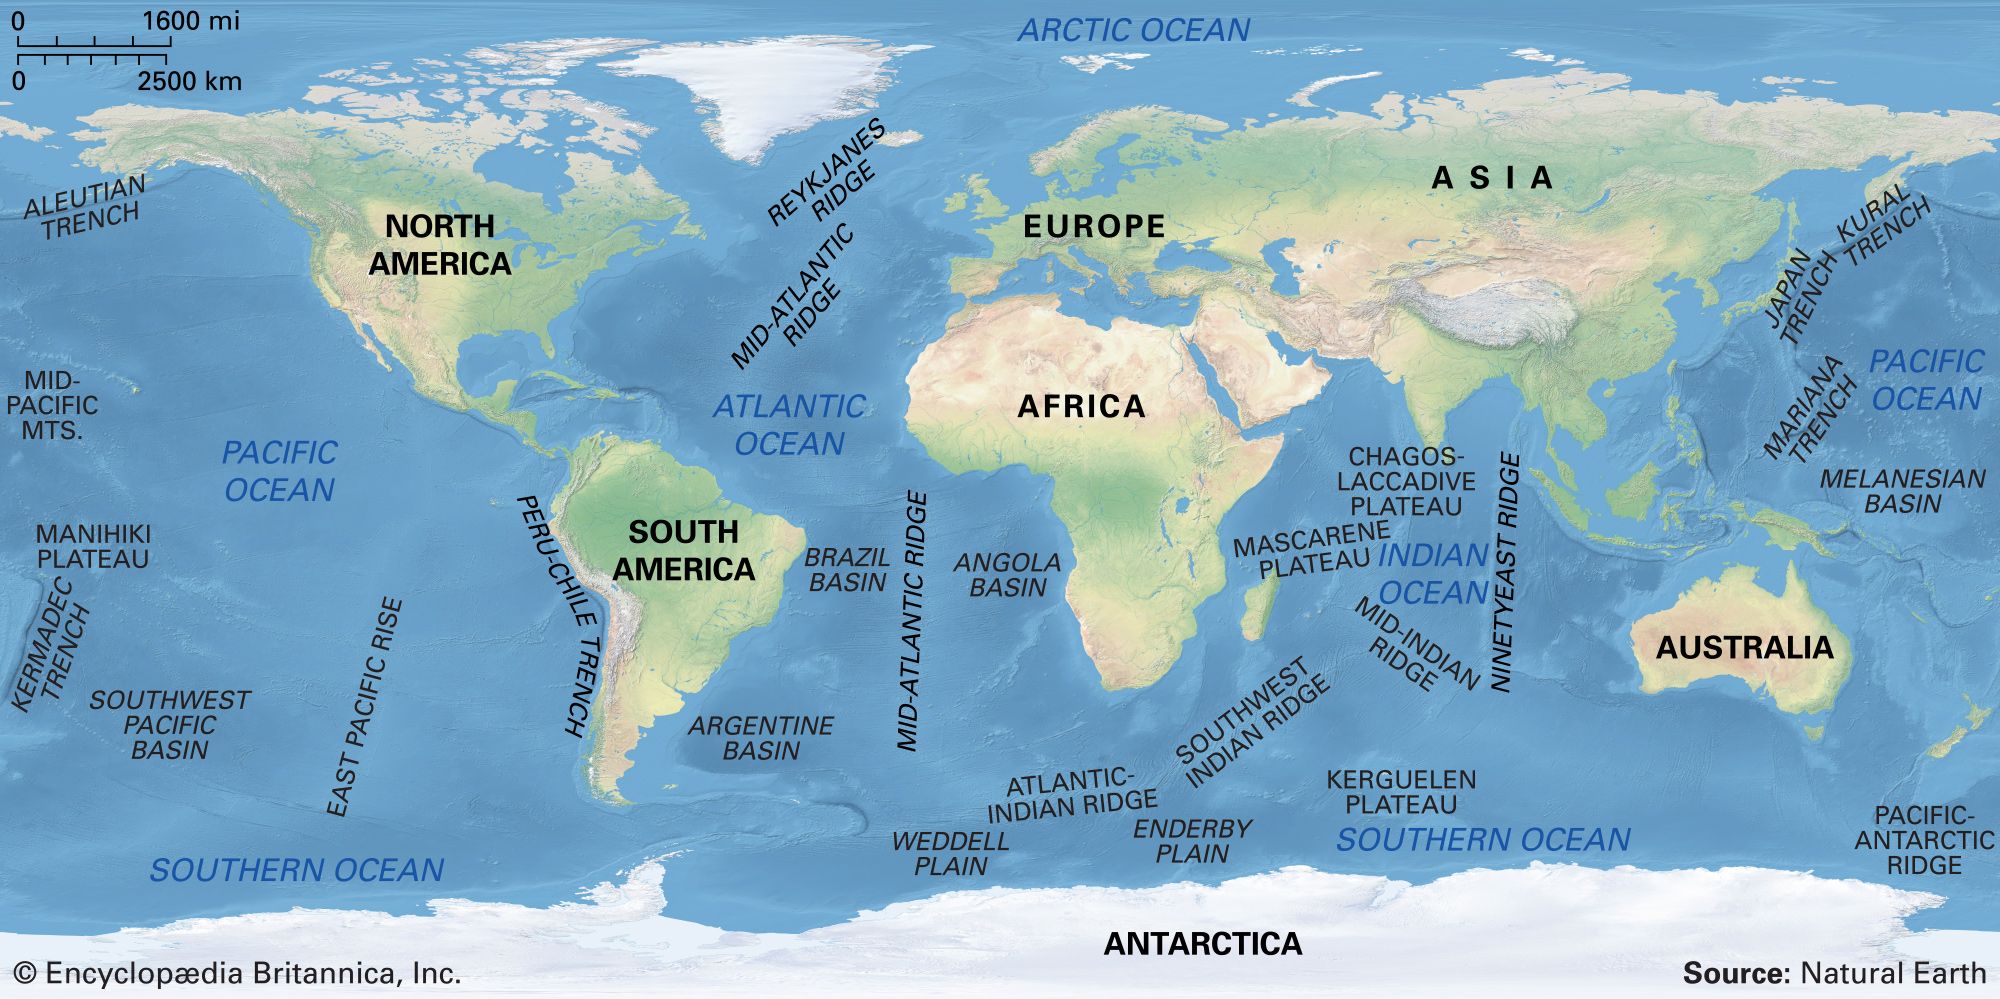 0 1600 mi
0 2500 km
ARCTIC OCEAN
ALEUTIAN
TRENCH
NORTH
AMERICA
REYKJANES
RIDGE
MID-ATLANTIC
RIDGE
EUROPE
ASIA
KURAL
TRENCH
JAPAN
TRENCH
MID-
PACIFIC
MTS.
PACIFIC
OCEAN
ATLANTIC
OCEAN
AFRICA
PACIFIC
OCEAN
MARIANA
TRENCH
CHAGOS-
LACCADIVE
PLATEAU
MELANESIAN
BASIN
MANIHIKI
PLATEAU
KERMADEC
TRENCH
PERU-CHILE TRENCH
SOUTH
AMERICA
BRAZIL
BASIN
MID-ATLANTIC RIDGE
ANGOLA
BASIN
MASCARENE
PLATEAU
INDIAN
OCEAN
NINETYEAST RIDGE
MID-INDIAN
RIDGE
AUSTRALIA
SOUTHWEST
PACIFIC
BASIN
EAST PACIFIC RISE
ARGENTINE
BASIN
SOUTHWEST
INDIAN RIDGE
ATLANTIC-
INDIAN RIDGE
KERGUELEN
PLATEAU
WEDDELL
PLAIN
ENDERBY
PLAIN
SOUTHERN OCEAN
PACIFIC-
ANTARCTIC
RIDGE
SOUTHERN OCEAN
ANTARCTICA
© Encyclopædia Britannica, Inc.
Source: Natural Earth